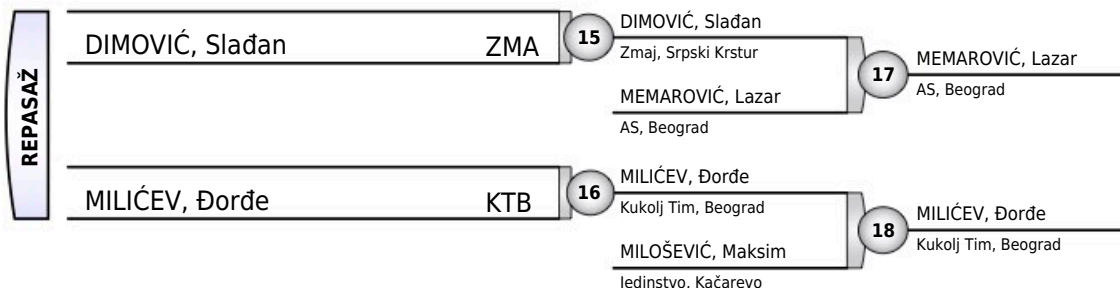 REPASAŽ
DIMOVIĆ, Slađan ZMA
15
DIMOVIĆ, Slađan
Zmaj, Srpski Krstur
MEMAROVIĆ, Lazar
AS, Beograd
17
MEMAROVIĆ, Lazar
AS, Beograd
MILIĆEV, Đorđe KTB
16
MILIĆEV, Đorđe
Kukolj Tim, Beograd
MILOŠEVIĆ, Maksim
Jedinstvo, Kačarevo
18
MILIĆEV, Đorđe
Kukolj Tim, Beograd